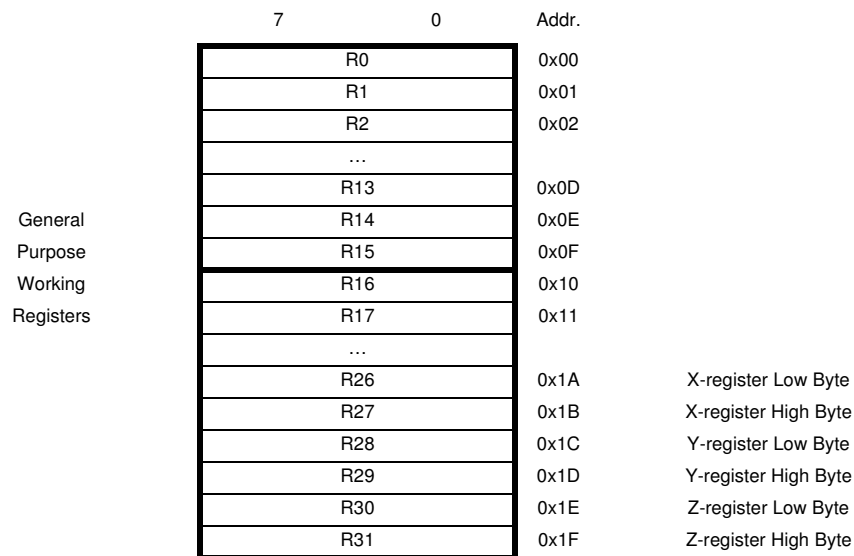 7 0 Addr.
R0 0x00
R1 0x01
R2 0x02
…
R13 0x0D
General R14 0x0E
Purpose R15 0x0F
Working R16 0x10
Registers R17 0x11
…
R26 0x1A X-register Low Byte
R27 0x1B X-register High Byte
R28 0x1C Y-register Low Byte
R29 0x1D Y-register High Byte
R30 0x1E Z-register Low Byte
R31 0x1F Z-register High Byte